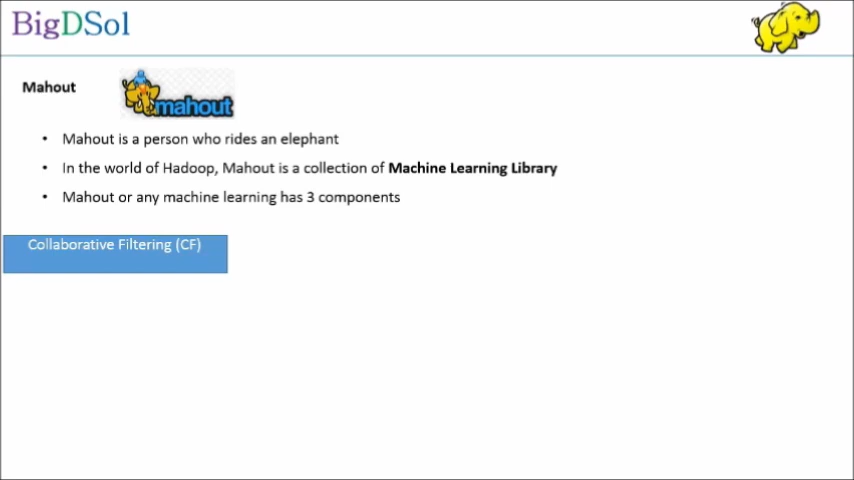 BigDSol
Mahout
mahout
• Mahout is a person who rides an elephant
• In the world of Hadoop, Mahout is a collection of Machine Learning Library
• Mahout or any machine learning has 3 components
Collaborative Filtering (CF)